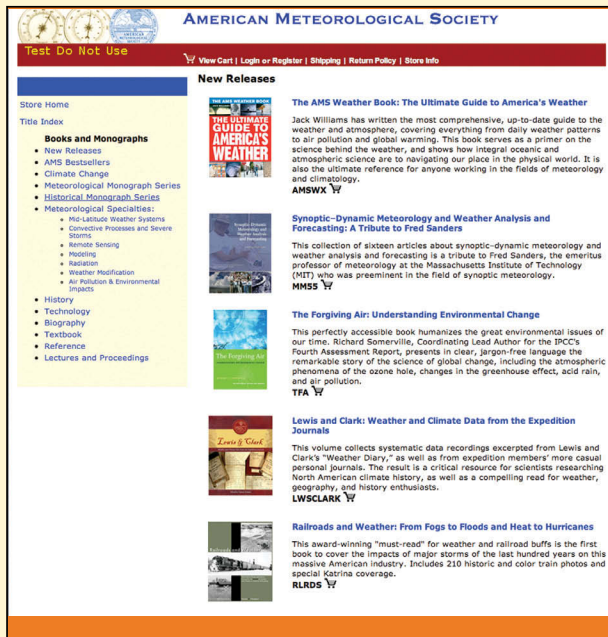 AMERICAN METEOROLOGICAL SOCIETY
Test Do Not Use
View Cart | Login or Register | Shipping | Return Policy | Store Info
Store Home
Title Index
Books and Monographs
• New Releases
• AMS Bestsellers
• Climate Change
• Meteorological Monograph Series
• Historical Monograph Series
• Meteorological Specialties:
• Mid-Latitude Weather Systems
• Convective Processes and Severe
Storms
• Remote Sensing
• Modeling
• Radiation
• Weather Modification
• Air Pollution & Environmental
Impacts
• History
• Technology
• Biography
• Textbook
• Reference
• Lectures and Proceedings
New Releases
THE AMS WEATHER BOOK
THE ULTIMATE
GUIDE TO
AMERICA'S
WEATHER
The AMS Weather Book: The Ultimate Guide to America's Weather
Jack Williams has written the most comprehensive, up-to-date guide to the
weather and atmosphere, covering everything from daily weather patterns
to air pollution and global warming. This book serves as a primer on the
science behind the weather, and shows how integral oceanic and
atmospheric science are to navigating our place in the physical world. It is
also the ultimate reference for anyone working in the fields of meteorology
and climatology.
AMSWX
Synoptic–Dynamic Meteorology and Weather Analysis and
Forecasting: A Tribute to Fred Sanders
This collection of sixteen articles about synoptic–dynamic meteorology and
weather analysis and forecasting is a tribute to Fred Sanders, the emeritus
professor of meteorology at the Massachusetts Institute of Technology
(MIT) who was preeminent in the field of synoptic meteorology.
MM55
The Forgiving Air
The Forgiving Air: Understanding Environmental Change
This perfectly accessible book humanizes the great environmental issues of
our time. Richard Somerville, Coordinating Lead Author for the IPCC's
Fourth Assessment Report, presents in clear, jargon-free language the
remarkable story of the science of global change, including the atmospheric
phenomena of the ozone hole, changes in the greenhouse effect, acid rain,
and air pollution.
TFA
Lewis & Clark
Lewis and Clark: Weather and Climate Data from the Expedition
Journals
This volume collects systematic data recordings excerpted from Lewis and
Clark's "Weather Diary," as well as from expedition members' more casual
personal journals. The result is a critical resource for scientists researching
North American climate history, as well as a compelling read for weather,
geography, and history enthusiasts.
LWSCLARK
Railroads and Weather: From Fogs to Floods and Heat to Hurricanes
This award-winning "must-read" for weather and railroad buffs is the first
book to cover the impacts of major storms of the last hundred years on this
massive American industry. Includes 210 historic and color train photos and
special Katrina coverage.
RLRDS